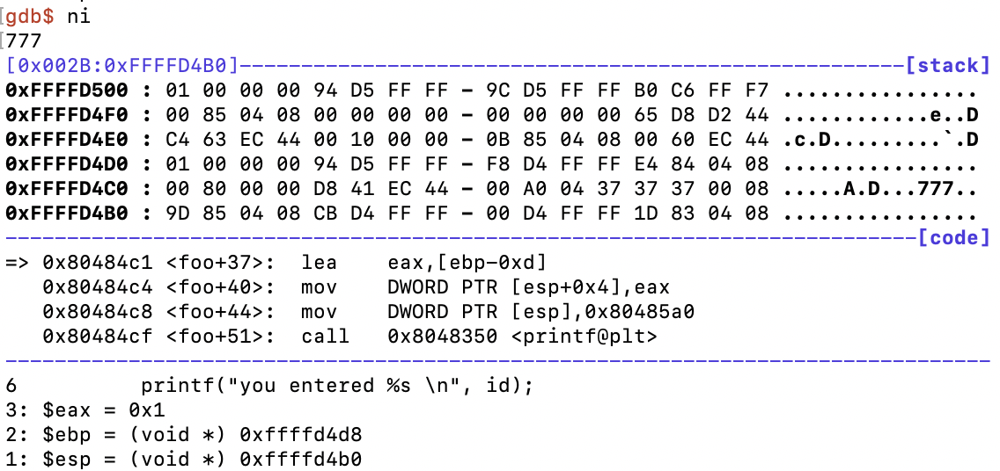 [gdb$ ni
[777
[0x002B:0xFFFFD4B0]------------------------------------------------------[stack]
0xFFFFD500 : 01 00 00 00 94 D5 FF FF - 9C D5 FF FF B0 C6 FF F7 ................
0xFFFFD4F0 : 00 85 04 08 00 00 00 00 - 00 00 00 00 65 D8 D2 44 ............e..D
0xFFFFD4E0 : C4 63 EC 44 00 10 00 00 - 0B 85 04 08 00 60 EC 44 .c.D.........`.D
0xFFFFD4D0 : 01 00 00 00 94 D5 FF FF - F8 D4 FF FF E4 84 04 08 ................
0xFFFFD4C0 : 00 80 00 00 D8 41 EC 44 - 00 A0 04 37 37 37 00 08 .....A.D...777..
0xFFFFD4B0 : 9D 85 04 08 CB D4 FF FF - 00 D4 FF FF 1D 83 04 08 ................
--------------------------------------------------------------------------[code]
=> 0x80484c1 <foo+37>:  lea    eax,[ebp-0xd]
   0x80484c4 <foo+40>:  mov    DWORD PTR [esp+0x4],eax
   0x80484c8 <foo+44>:  mov    DWORD PTR [esp],0x80485a0
   0x80484cf <foo+51>:  call   0x8048350 <printf@plt>
--------------------------------------------------------------------------------
6          printf("you entered %s \n", id);
3: $eax = 0x1
2: $ebp = (void *) 0xffffd4d8
1: $esp = (void *) 0xffffd4b0